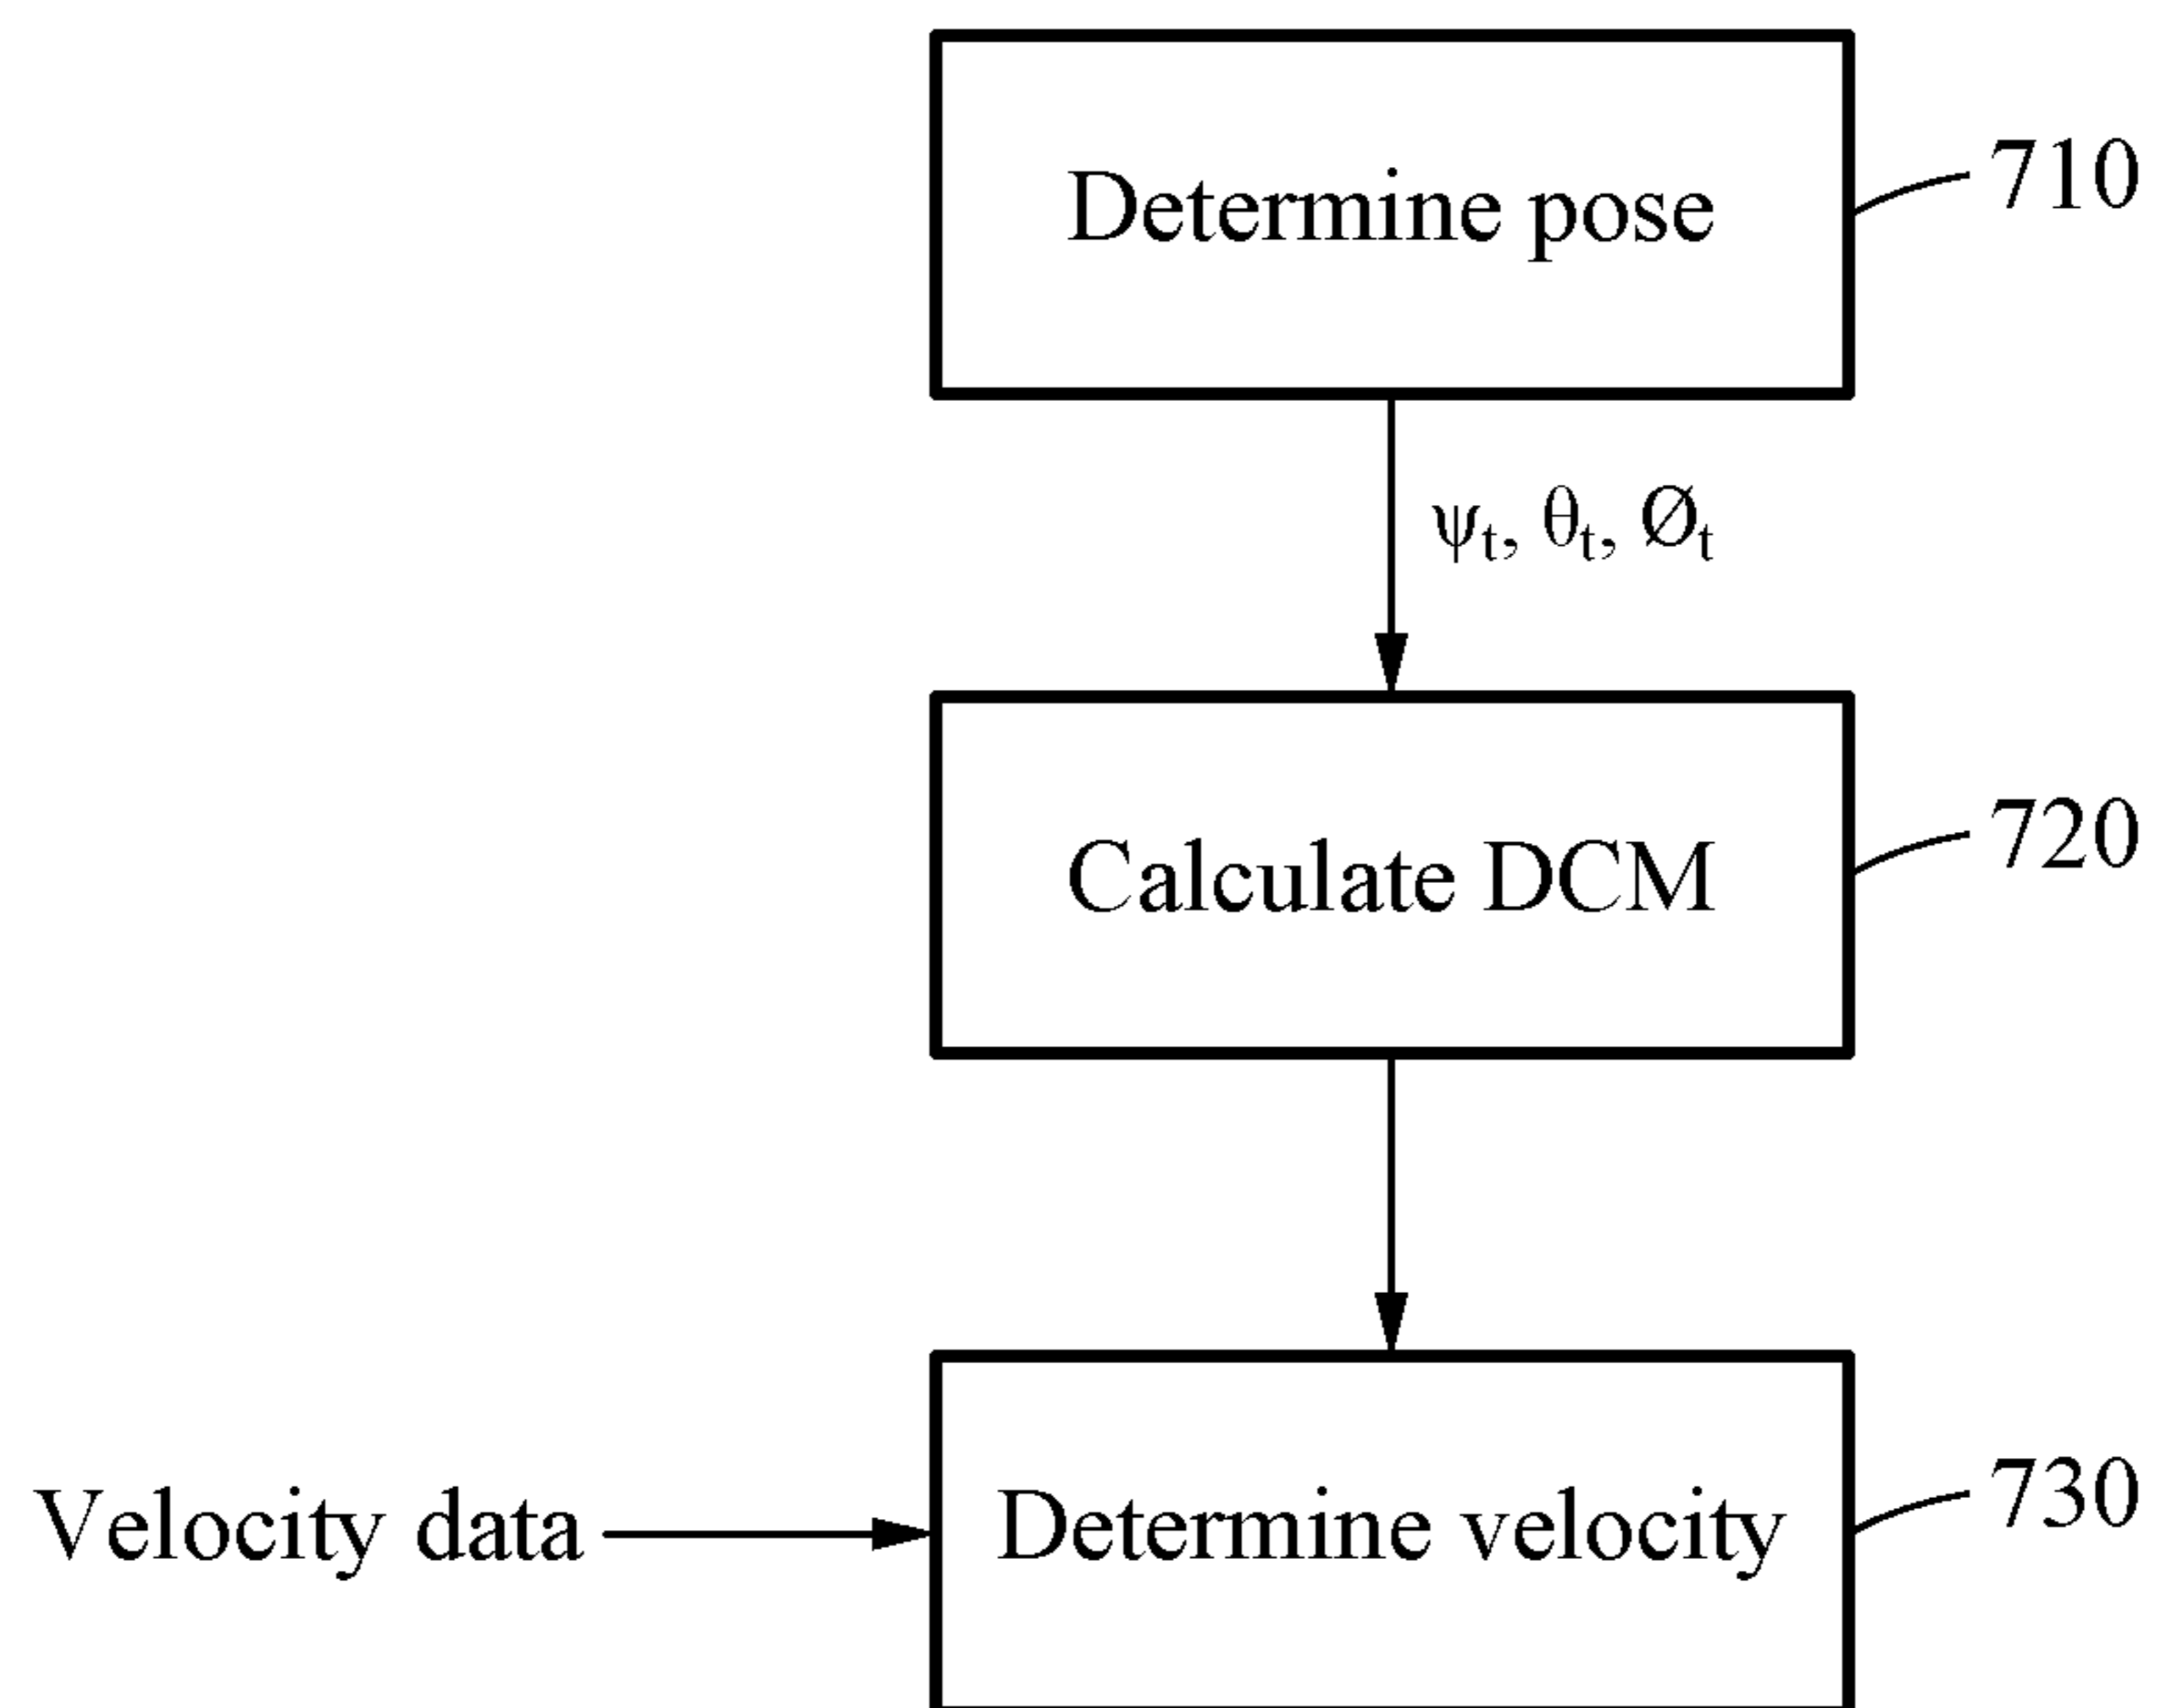 Determine pose
710
ψt, θt, Øt
Calculate DCM
720
Velocity data
Determine velocity
730